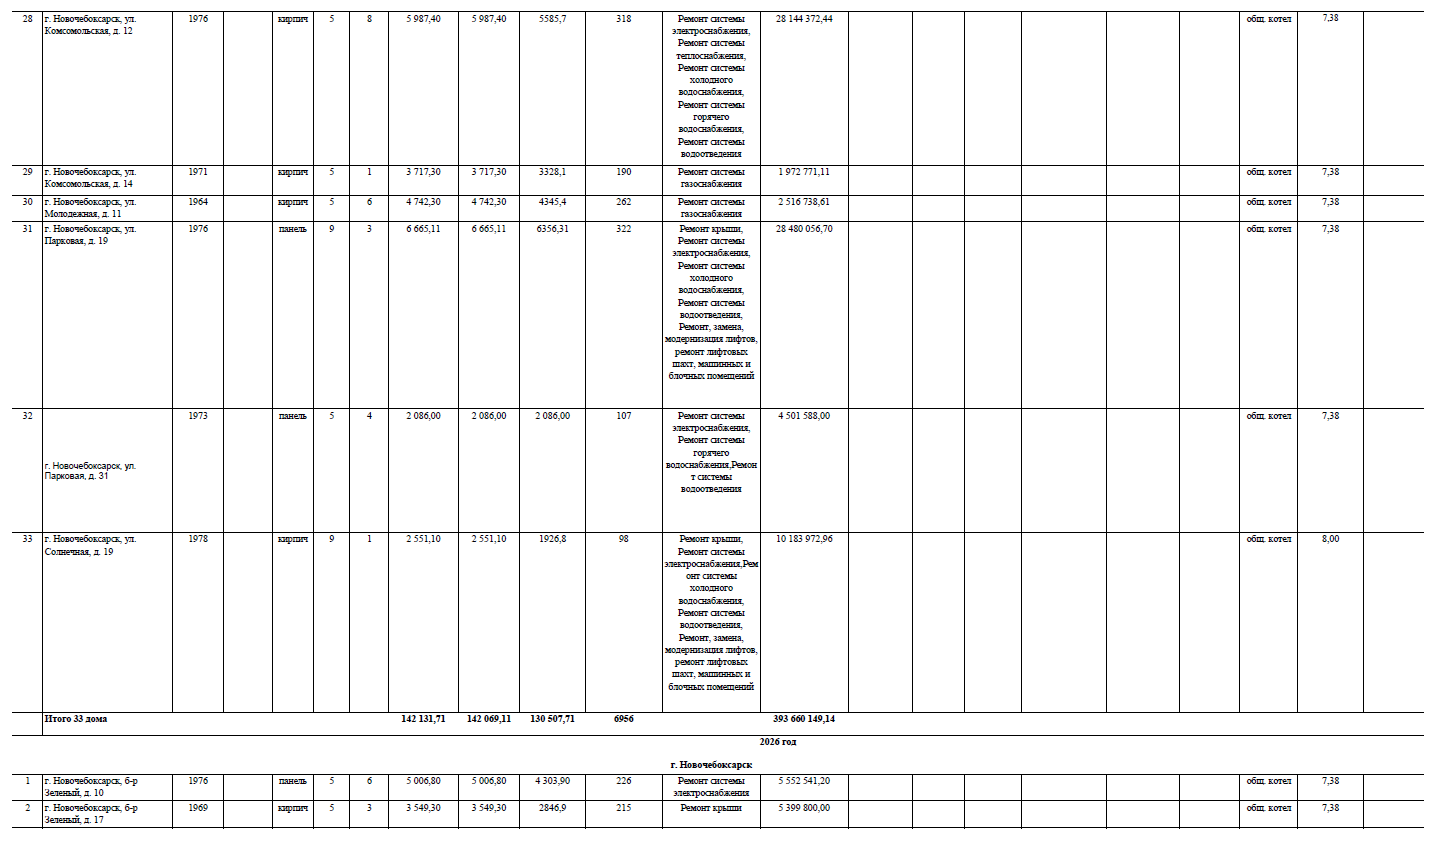 28 г. Новочебоксарск, ул. 1976 кирпич 5 8 5 987,40 5 987,40 5585,7 318 Ремонт системы 28 144 372,44 общ. котел 7,38
Комсомольская, д. 12 электроснабжения,
Ремонт системы
теплоснабжения,
Ремонт системы
холодного
водоснабжения,
Ремонт системы
горячего
водоснабжения,
Ремонт системы
водоотведения
29 г. Новочебоксарск, ул. 1971 кирпич 5 1 3 717,30 3 717,30 3328,1 190 Ремонт системы 1 972 771,11 общ. котел 7,38
Комсомольская, д. 14 газоснабжения
30 г. Новочебоксарск, ул. 1964 кирпич 5 6 4 742,30 4 742,30 4345,4 262 Ремонт системы 2 516 738,61 общ. котел 7,38
Молодежная, д. 11 газоснабжения
31 г. Новочебоксарск, ул. 1976 панель 9 3 6 665,11 6 665,11 6356,31 322 Ремонт крыши, 28 480 056,70 общ. котел 7,38
Парковая, д. 19 Ремонт системы
электроснабжения,
Ремонт системы
холодного
водоснабжения,
Ремонт системы
водоотведения,
Ремонт, замена,
модернизация лифтов,
ремонт лифтовых
шахт, машинных и
блочных помещений
32 1973 панель 5 4 2 086,00 2 086,00 2 086,00 107 Ремонт системы 4 501 588,00 общ. котел 7,38
электроснабжения,
Ремонт системы
горячего
г. Новочебоксарск, ул. водоснабжения,Ремон
Парковая, д. 31 т системы
водоотведения
33 г. Новочебоксарск, ул. 1978 кирпич 9 1 2 551,10 2 551,10 1926,8 98 Ремонт крыши, 10 183 972,96 общ. котел 8,00
Солнечная, д. 19 Ремонт системы
электроснабжения,Рем
онт системы
холодного
водоснабжения,
Ремонт системы
водоотведения,
Ремонт, замена,
модернизация лифтов,
ремонт лифтовых
шахт, машинных и
блочных помещений
Итого 33 дома 142 131,71 142 069,11 130 507,71 6956 393 660 149,14
2026 год
г. Новочебоксарск
1 г. Новочебоксарск, б-р 1976 панель 5 6 5 006,80 5 006,80 4 303,90 226 Ремонт системы 5 552 541,20 общ. котел 7,38
Зеленый, д. 10 электроснабжения
2 г. Новочебоксарск, б-р 1969 кирпич 5 3 3 549,30 3 549,30 2846,9 215 Ремонт крыши 5 399 800,00 общ. котел 7,38
Зеленый, д. 17